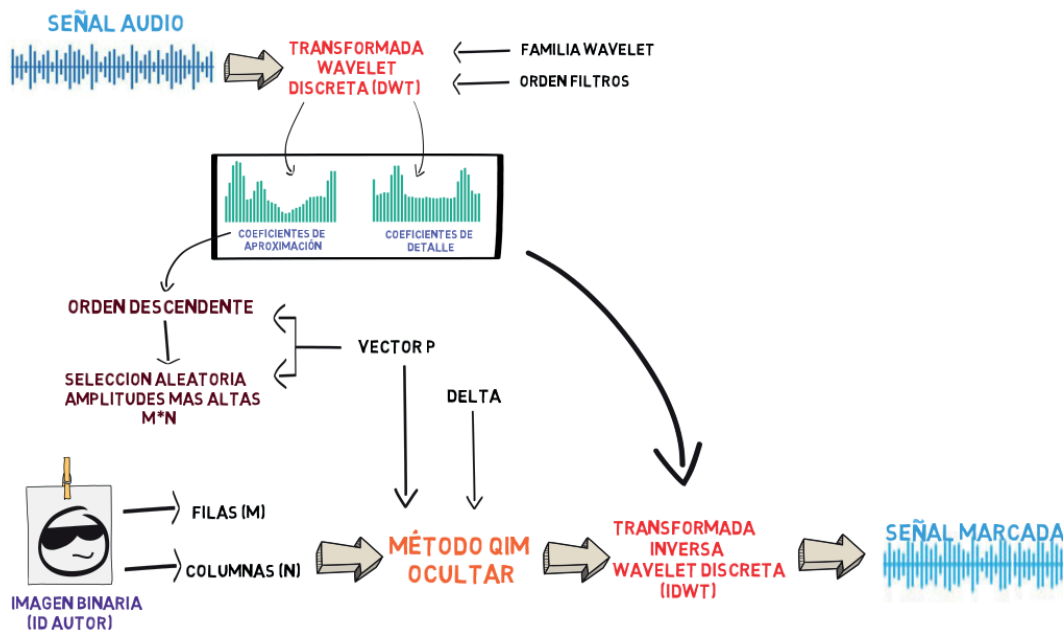 SEÑAL AUDIO
TRANSFORMADA
WAVELET
DISCRETA (DWT)
FAMILIA WAVELET
ORDEN FILTROS
COEFICIENTES DE
APROXIMACIÓN
COEFICIENTES DE
DETALLE
ORDEN DESCENDENTE
VECTOR P
SELECCION ALEATORIA
AMPLITUDES MAS ALTAS
M*N
DELTA
FILAS (M)
COLUMNAS (N)
IMAGEN BINARIA
(ID AUTOR)
MÉTODO QIM
OCULTAR
TRANSFORMADA
INVERSA
WAVELET DISCRETA
(IDWT)
SEÑAL MARCADA